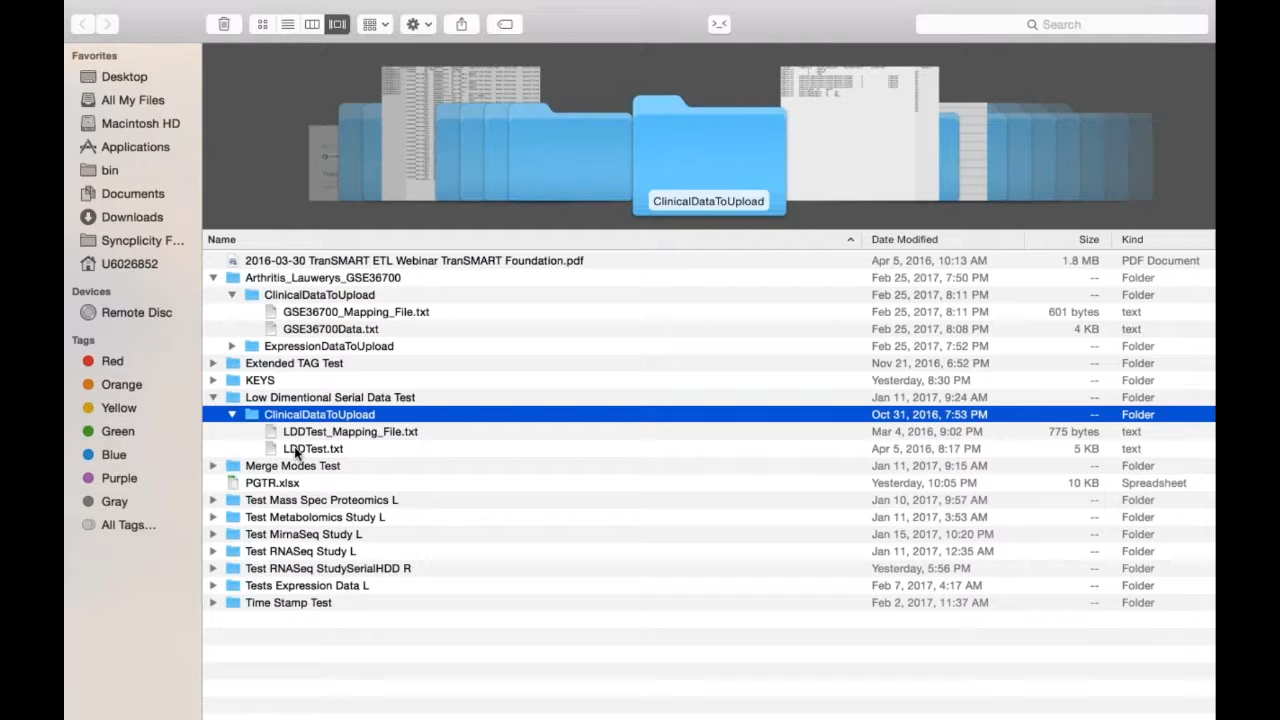 Search
Favorites
Desktop
All My Files
Macintosh HD
Applications
bin
Documents
Downloads
Syncplicity F...
U6026852
Devices
Remote Disc
Tags
Red
Orange
Yellow
Green
Blue
Purple
Gray
All Tags...
ClinicalDataToUpload
Name Date Modified Size Kind
2016-03-30 TranSMART ETL Webinar TranSMART Foundation.pdf Apr 5, 2016, 10:13 AM 1.8 MB PDF Document
Arthritis_Lauwerys_GSE36700 Feb 25, 2017, 7:50 PM -- Folder
ClinicalDataToUpload Feb 25, 2017, 8:11 PM -- Folder
GSE36700_Mapping_File.txt Feb 25, 2017, 8:11 PM 601 bytes text
GSE36700Data.txt Feb 25, 2017, 8:08 PM 4 KB text
ExpressionDataToUpload Feb 25, 2017, 7:52 PM -- Folder
Extended TAG Test Nov 21, 2016, 6:52 PM -- Folder
KEYS Yesterday, 8:30 PM -- Folder
Low Dimentional Serial Data Test Jan 11, 2017, 9:24 AM -- Folder
ClinicalDataToUpload Oct 31, 2016, 7:53 PM -- Folder
LDDTest_Mapping_File.txt Mar 4, 2016, 9:02 PM 775 bytes text
LDDTest.txt Apr 5, 2016, 8:17 PM 5 KB text
Merge Modes Test Jan 11, 2017, 9:15 AM -- Folder
PGTR.xlsx Yesterday, 10:05 PM 10 KB Spreadsheet
Test Mass Spec Proteomics L Jan 10, 2017, 9:57 AM -- Folder
Test Metabolomics Study L Jan 11, 2017, 3:53 AM -- Folder
Test MirnaSeq Study L Jan 15, 2017, 10:20 PM -- Folder
Test RNASeq Study L Jan 11, 2017, 12:35 AM -- Folder
Test RNASeq StudySerialHDD R Yesterday, 5:56 PM -- Folder
Tests Expression Data L Feb 7, 2017, 4:17 AM -- Folder
Time Stamp Test Feb 2, 2017, 11:37 AM -- Folder